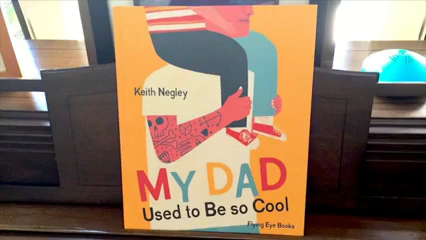 Keith Negley
MY DAD
Used to Be so Cool
Flying Eye Books